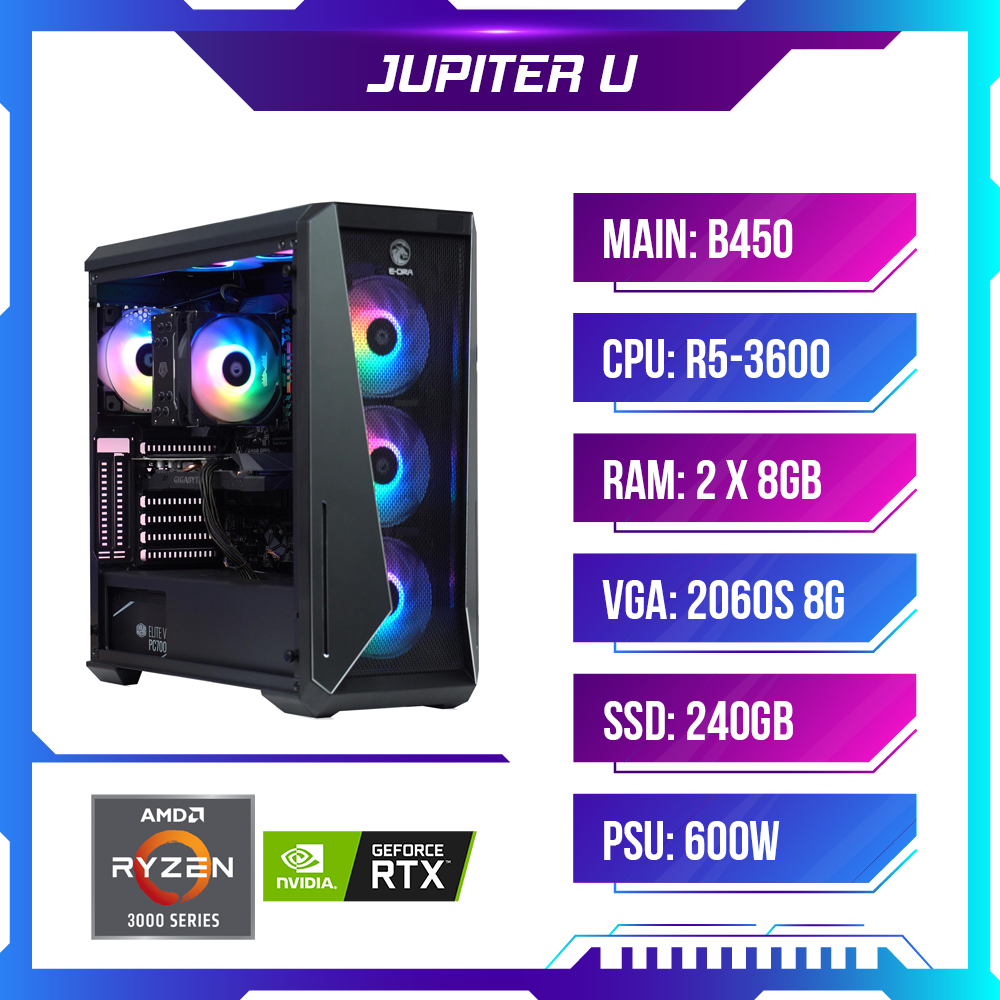 JUPITER U
MAIN: B450
CPU: R5-3600
RAM: 2 X 8GB
VGA: 2060S 8G
SSD: 240GB
PSU: 600W
E-DRA
GIGABYTE
ELITE V
PC700
AMD
RYZEN
3000 SERIES
NVIDIA.
GEFORCE
RTX™